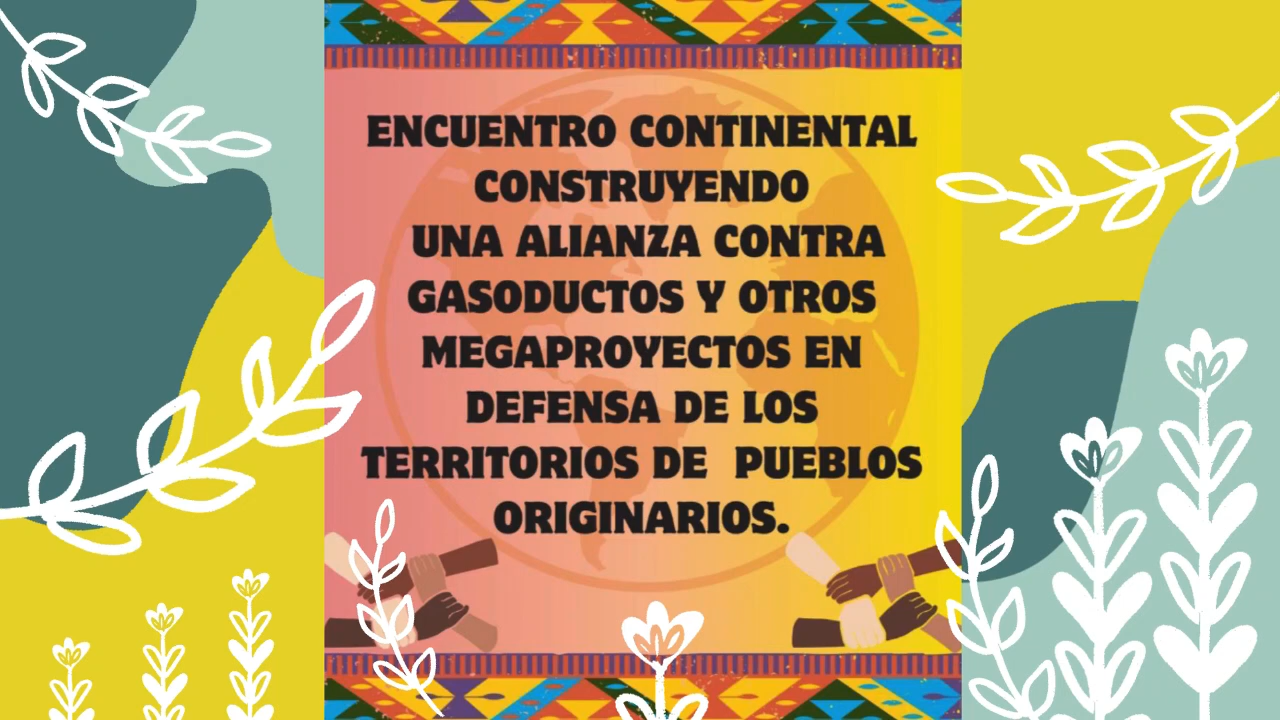 ENCUENTRO CONTINENTAL
CONSTRUYENDO
UNA ALIANZA CONTRA
GASODUCTOS Y OTROS
MEGAPROYECTOS EN
DEFENSA DE LOS
TERRITORIOS DE PUEBLOS
ORIGINARIOS.